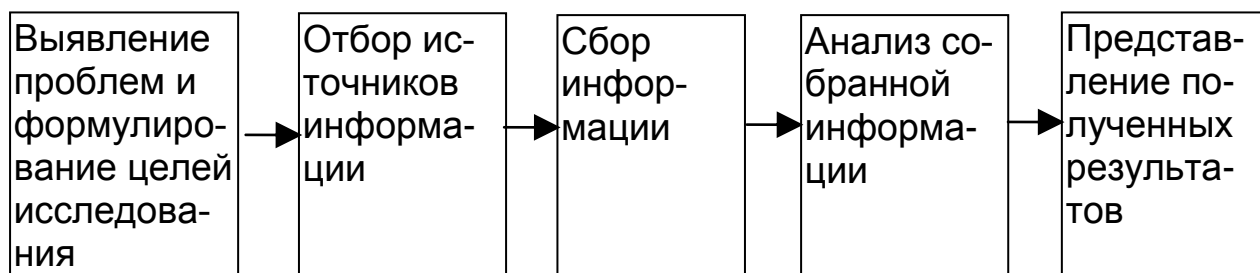 Выявление
проблем и
формулиро-
вание целей
исследова-
ния
Отбор ис-
точников
информа-
ции
Сбор
инфор-
мации
Анализ со-
бранной
информа-
ции
Представ-
ление по-
лученных
результа-
тов